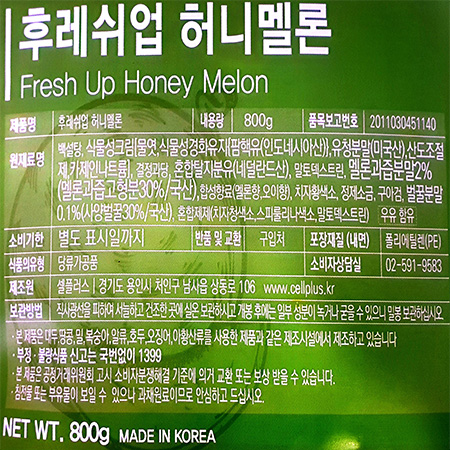 후레쉬업 허니멜론
Fresh Up Honey Melon
제품명 후레쉬업 허니멜론 내용량 800g 품목보고번호 2011030451140
원재료명 백설탕, 식물성크림{물엿, 식물성경화유지[팜핵유(인도네시아산)],유청분말(미국산),산도조절
제,카제인나트륨}, 결정과당, 혼합탈지분유(네덜란드산), 말토덱스트린, 멜론과즙분말2%
(멜론과즙고형분30%/국산), 합성향료(멜론향,오이향), 치자황색소, 정제소금, 구아검, 벌꿀분말
0.1%(사양벌꿀30%/국산), 혼합제제(치자청색소,스피룰리나색소,말토덱스트린) 우유 함유
소비기한 별도 표시일까지 반품 및 교환 구입처 포장재질 (내면) 폴리에틸렌(PE)
식품의유형 당류가공품 소비자상담실 02-591-9583
제조원 셀플러스 | 경기도 용인시 처인구 남사읍 상동로 106 www.cellplus.kr
보관방법 직사광선을 피하여 서늘하고 건조한 곳에 실온 보관하시고 개봉 후에는 일부 성분이 녹거나 굳을 수 있으니 밀봉 보관하십시오.
· 본 제품은 대두,땅콩,밀,복숭아,알류,호두,오징어,아황산류를 사용한 제품과 같은 제조시설에서 제조하고 있습니다
· 부정·불량식품 신고는 국번없이 1399
· 본 제품은 공정거래위원회 고시 소비자분쟁해결 기준에 의거 교환 또는 보상 받을 수 있습니다.
· 침전물 또는 부유물이 보일 수 있으나 과채원료이므로 안심하고 드십시오.
NET WT. 800g MADE IN KOREA